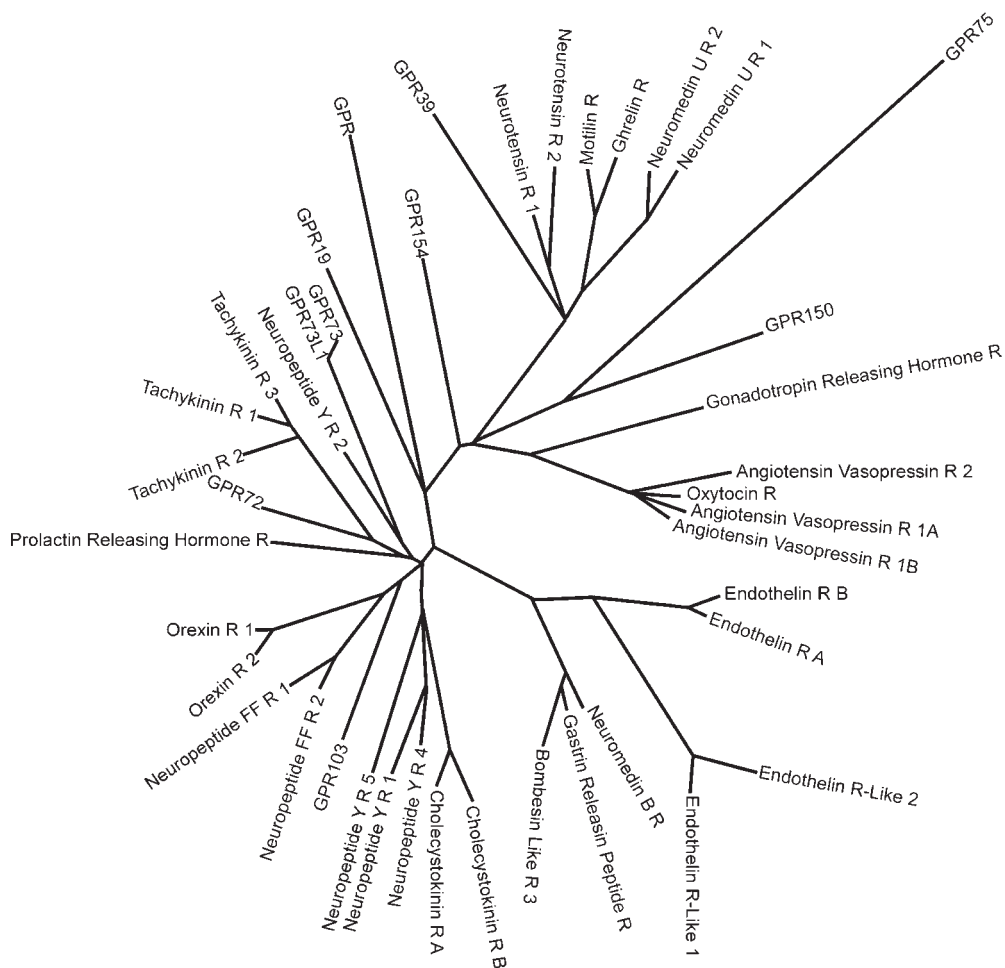 GPR75
Neuromedin U R 2
Neuromedin U R 1
Neurotensin R 2
Ghrelin R
Motilin R
GPR39
Neurotensin R 1
GPR
GPR154
GPR19
GPR73
GPR73L1
Neuropeptide Y R 2
Tachykinin R 3
Tachykinin R 1
Tachykinin R 2
GPR72
Prolactin Releasing Hormone R
GPR150
Gonadotropin Releasing Hormone R
Angiotensin Vasopressin R 2
Oxytocin R
Angiotensin Vasopressin R 1A
Angiotensin Vasopressin R 1B
Endothelin R B
Endothelin R A
Orexin R 1
Orexin R 2
Neuropeptide FF R 1
Neuropeptide FF R 2
GPR103
Neuropeptide Y R 5
Neuropeptide Y R 1
Neuropeptide Y R 4
Cholecystokinin R A
Cholecystokinin R B
Bombesin Like R 3
Gastrin Releasin Peptide R
Neuromedin B R
Endothelin R-Like 1
Endothelin R-Like 2